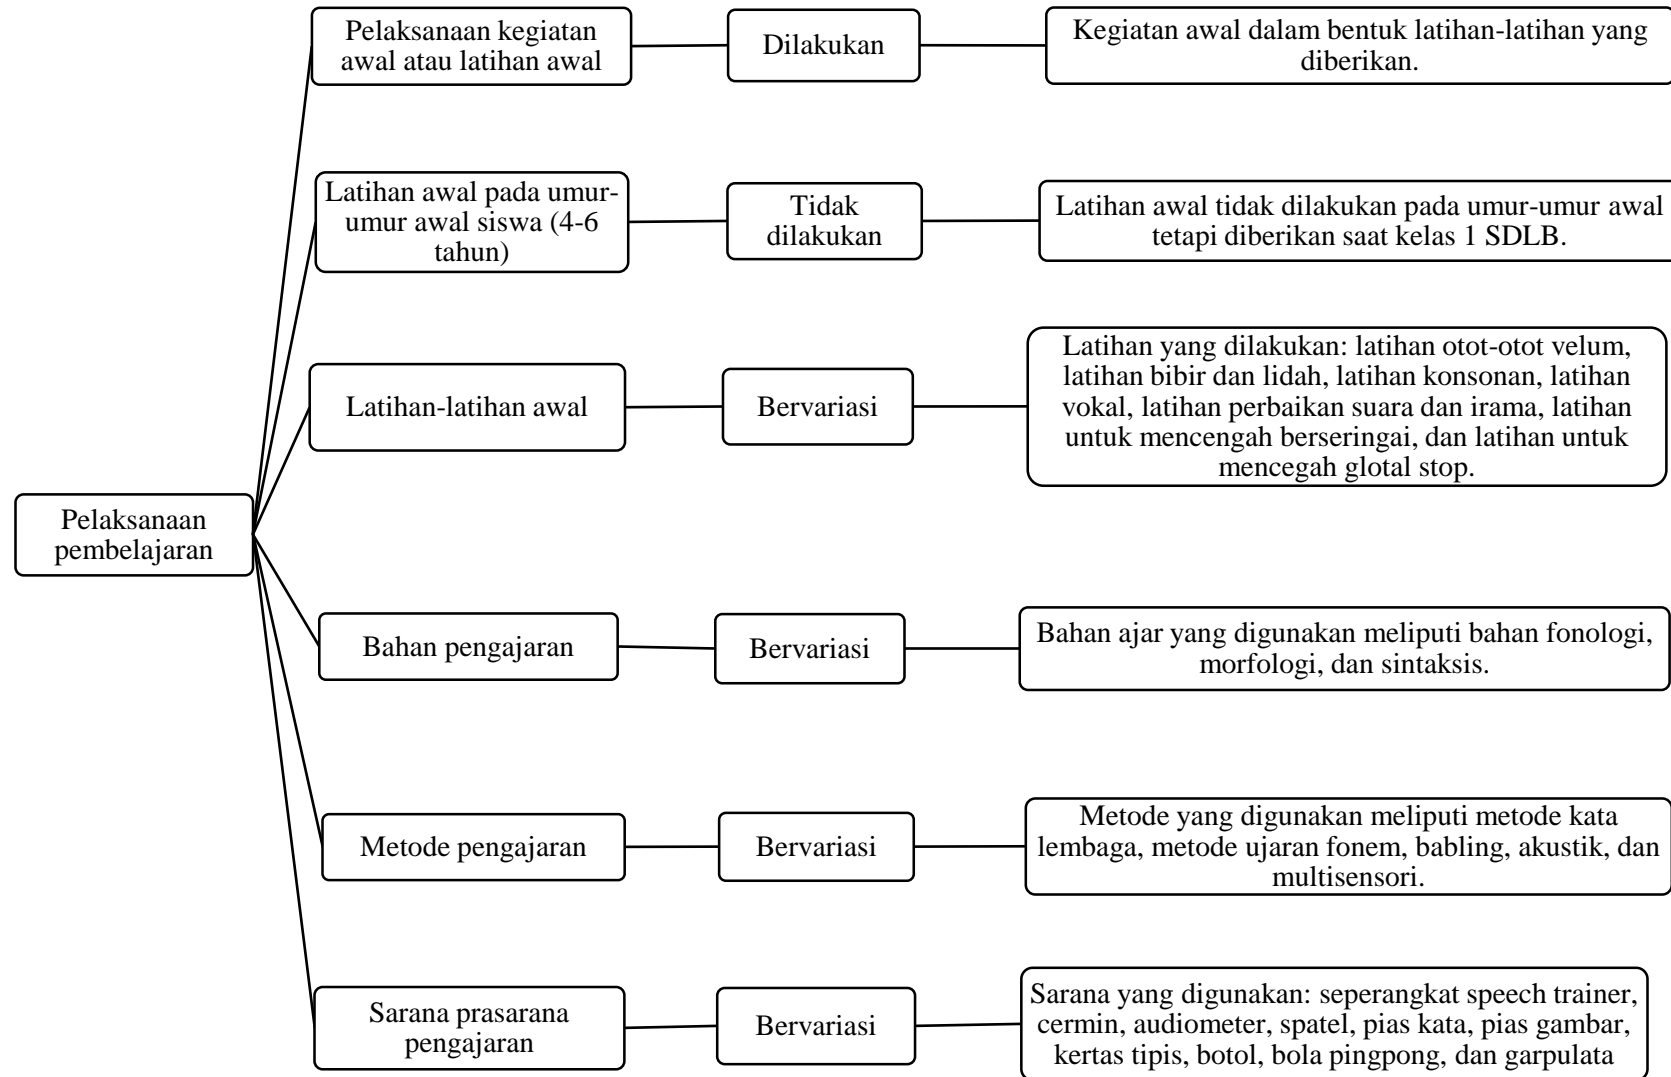 Pelaksanaan kegiatan
awal atau latihan awal
Dilakukan
Kegiatan awal dalam bentuk latihan-latihan yang
diberikan.
Latihan awal pada umur-
umur awal siswa (4-6
tahun)
Tidak
dilakukan
Latihan awal tidak dilakukan pada umur-umur awal
tetapi diberikan saat kelas 1 SDLB.
Latihan-latihan awal
Bervariasi
Latihan yang dilakukan: latihan otot-otot velum,
latihan bibir dan lidah, latihan konsonan, latihan
vokal, latihan perbaikan suara dan irama, latihan
untuk mencengah berseringai, dan latihan untuk
mencegah glotal stop.
Pelaksanaan
pembelajaran
Bahan pengajaran
Bervariasi
Bahan ajar yang digunakan meliputi bahan fonologi,
morfologi, dan sintaksis.
Metode pengajaran
Bervariasi
Metode yang digunakan meliputi metode kata
lembaga, metode ujaran fonem, babling, akustik, dan
multisensori.
Sarana prasarana
pengajaran
Bervariasi
Sarana yang digunakan: seperangkat speech trainer,
cermin, audiometer, spatel, pias kata, pias gambar,
kertas tipis, botol, bola pingpong, dan garpulata